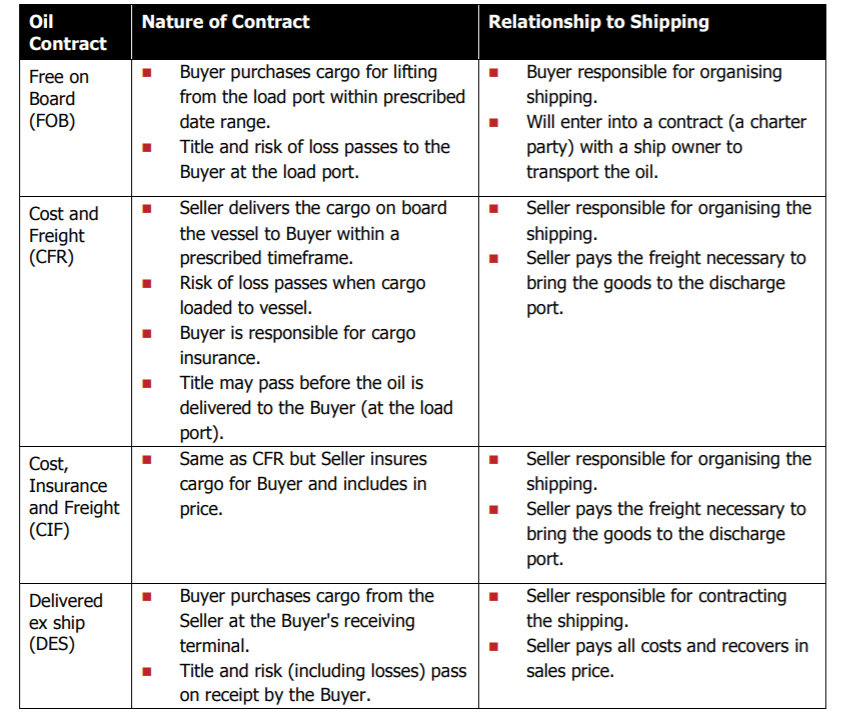 Oil
Contract
Nature of Contract
Relationship to Shipping
Free on
Board
(FOB)
■ Buyer purchases cargo for lifting
from the load port within prescribed
date range.
■ Title and risk of loss passes to the
Buyer at the load port.
■ Buyer responsible for organising
shipping.
■ Will enter into a contract (a charter
party) with a ship owner to
transport the oil.
Cost and
Freight
(CFR)
■ Seller delivers the cargo on board
the vessel to Buyer within a
prescribed timeframe.
■ Risk of loss passes when cargo
loaded to vessel.
■ Buyer is responsible for cargo
insurance.
■ Title may pass before the oil is
delivered to the Buyer (at the load
port).
■ Seller responsible for organising the
shipping.
■ Seller pays the freight necessary to
bring the goods to the discharge
port.
Cost,
Insurance
and Freight
(CIF)
■ Same as CFR but Seller insures
cargo for Buyer and includes in
price.
■ Seller responsible for organising the
shipping.
■ Seller pays the freight necessary to
bring the goods to the discharge
port.
Delivered
ex ship
(DES)
■ Buyer purchases cargo from the
Seller at the Buyer's receiving
terminal.
■ Title and risk (including losses) pass
on receipt by the Buyer.
■ Seller responsible for contracting
the shipping.
■ Seller pays all costs and recovers in
sales price.